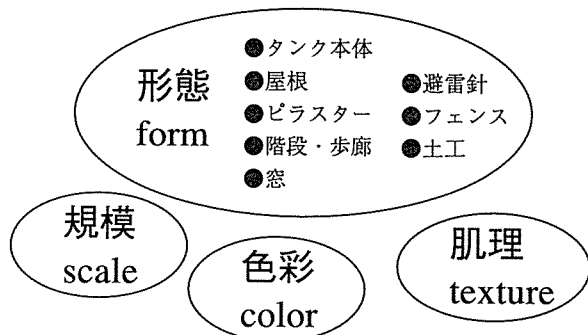 形態
form
●タンク本体
●屋根
●ピラスター
●階段・歩廊
●窓
●避雷針
●フェンス
●土工
規模
scale
色彩
color
肌理
texture